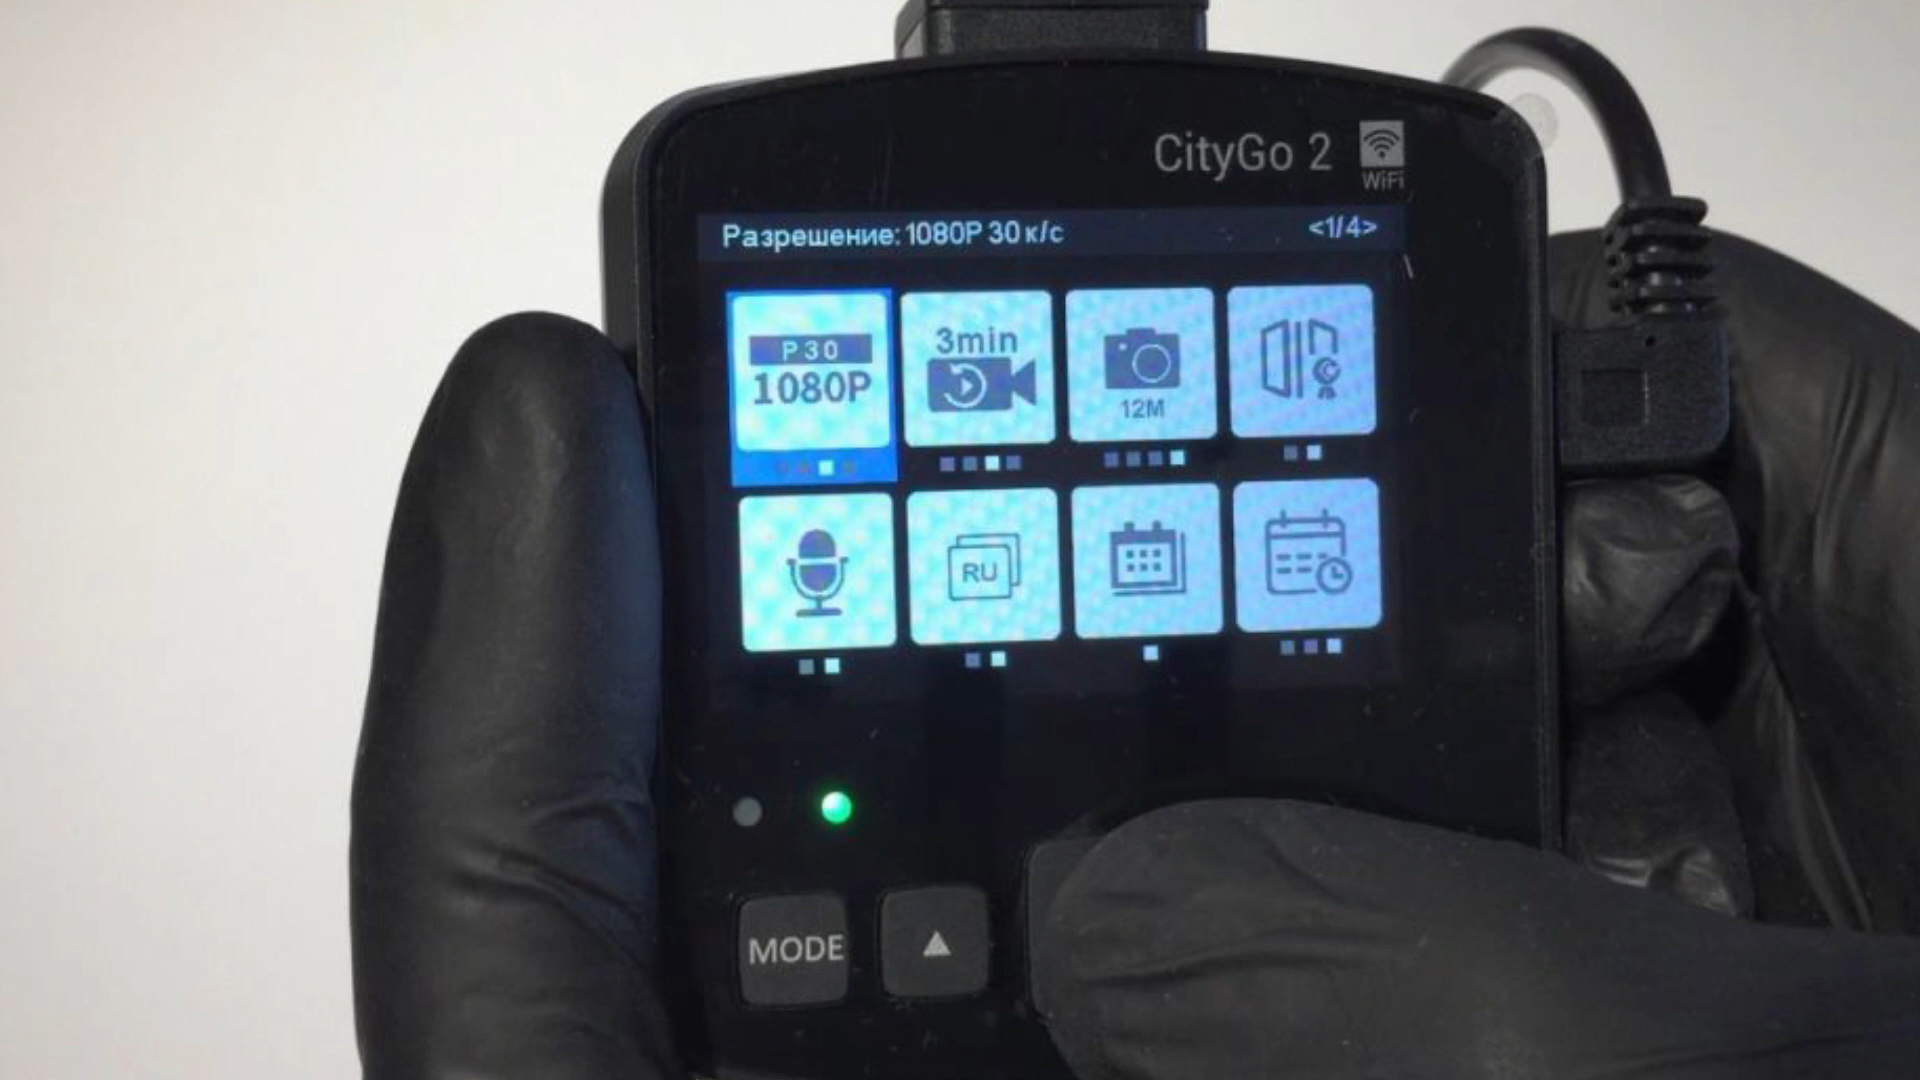 CityGo 2
WiFi
Разрешение: 1080P 30 к/с
<1/4>
P30
1080P
3min
12M
RU
MODE